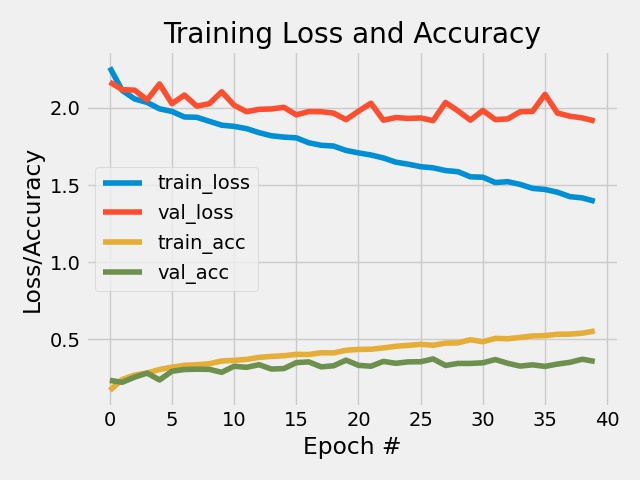 Training Loss and Accuracy
Loss/Accuracy
2.0
1.5
1.0
0.5
train_loss
val_loss
train_acc
val_acc
0 5 10 15 20 25 30 35 40
Epoch #